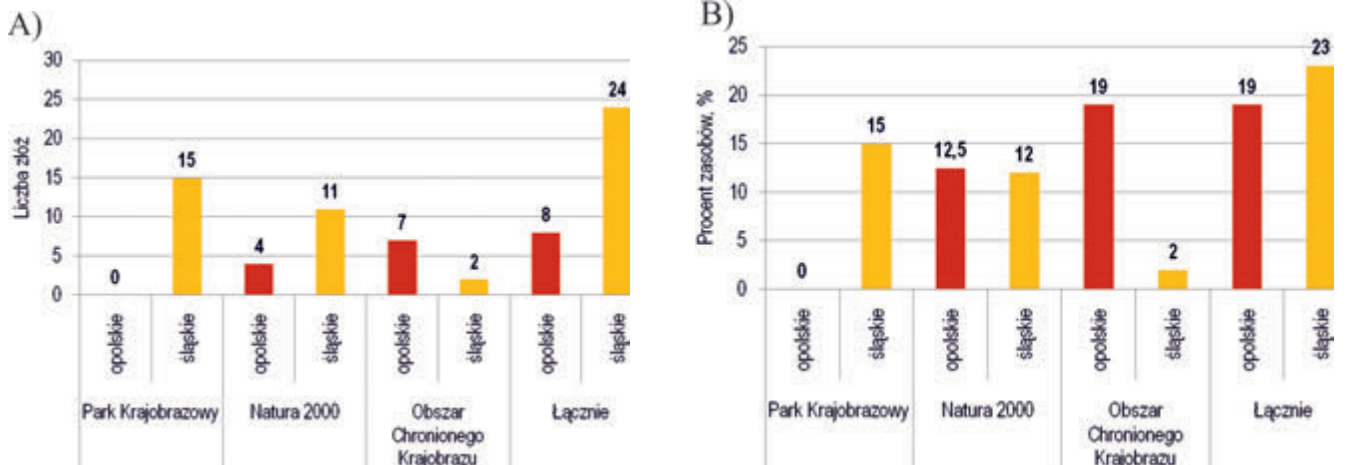 A)
Liczba złóż
30
25
20
15
10
5
0
0
15
4
11
7
2
8
24
opolskie
śląskie
opolskie
śląskie
opolskie
śląskie
opolskie
śląskie
Park Krajobrazowy
Natura 2000
Obszar
Chronionego
Krajobrazu
Łącznie
B)
Procent zasobów, %
25
20
15
10
5
0
0
15
12,5
12
19
2
19
23
opolskie
śląskie
opolskie
śląskie
opolskie
śląskie
opolskie
śląskie
Park Krajobrazowy
Natura 2000
Obszar
Chronionego
Krajobrazu
Łącznie